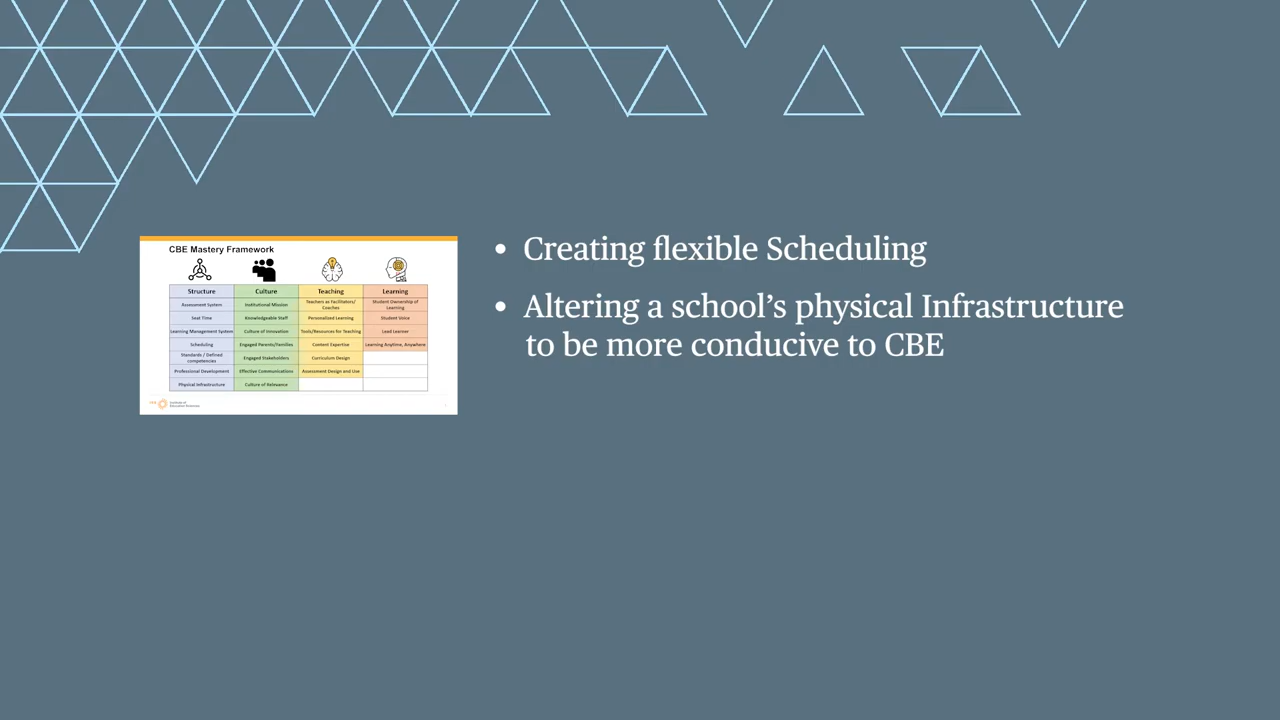 CBE Mastery Framework
Structure Culture Teaching Learning
Assessment System Institutional Mission Teachers as Facilitators/ Coaches Student Ownership of Learning
Seat Time Knowledgeable Staff Personalized Learning Student Voice
Learning Management System Culture of Innovation Tools/Resources for Teaching Lead Learner
Scheduling Engaged Parents/Families Content Expertise Learning Anytime, Anywhere
Standards / Defined competencies Engaged Stakeholders Curriculum Design
Professional Development Effective Communications Assessment Design and Use
Physical Infrastructure Culture of Relevance
• Creating flexible Scheduling
• Altering a school’s physical Infrastructure
to be more conducive to CBE